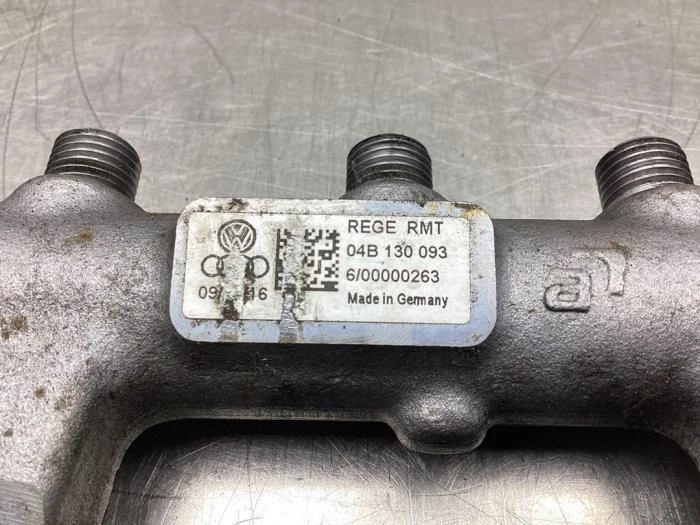 REGE RMT
04B 130 093
6/00000263
Made in Germany